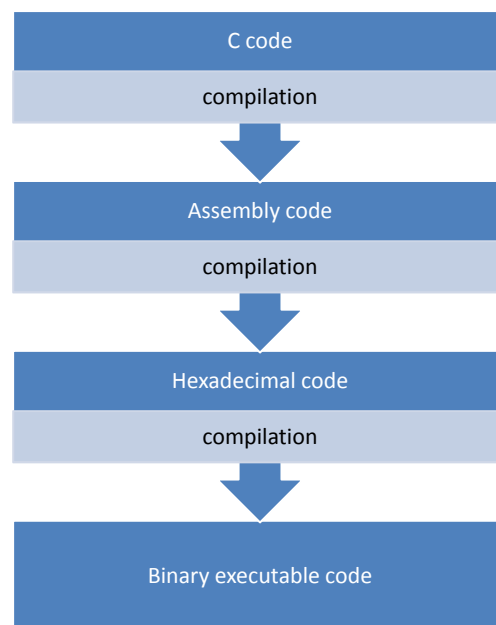 C code
compilation
Assembly code
compilation
Hexadecimal code
compilation
Binary executable code